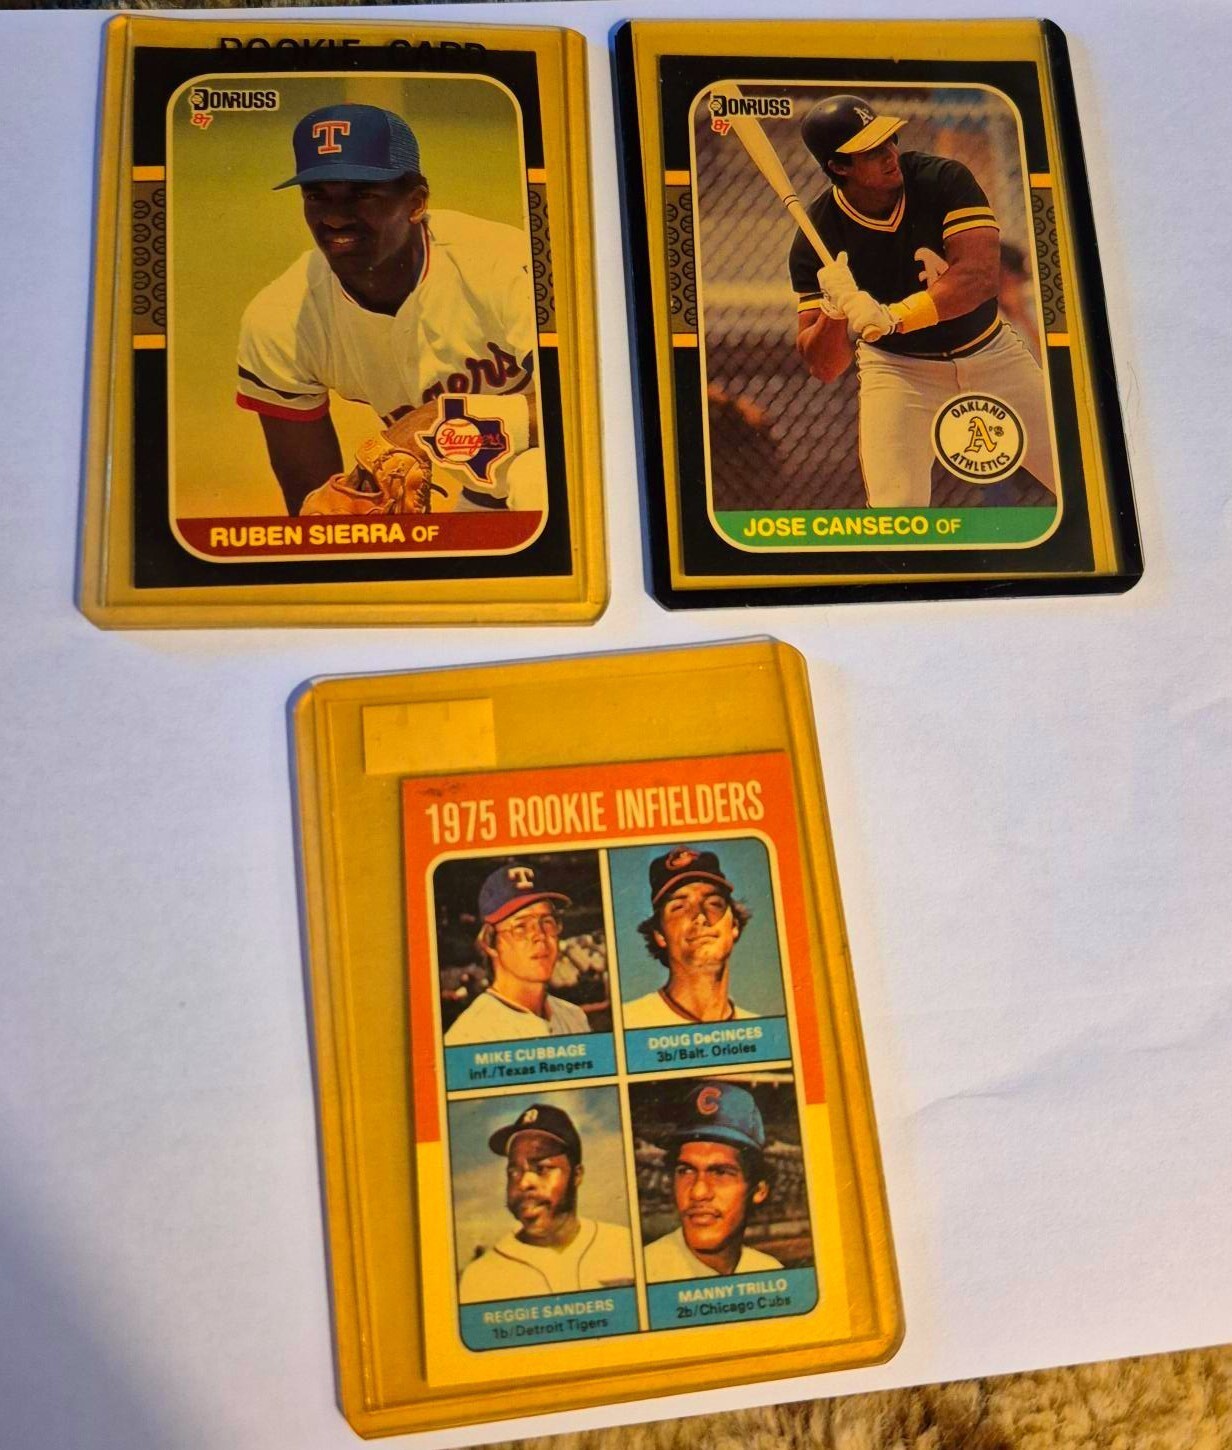 ROOKIE CARD
DONRUSS
87
T
Rangers
Rangers
RUBEN SIERRA OF
DONRUSS
87
A's
A
OAKLAND
A's
ATHLETICS
JOSE CANSECO OF
1975 ROOKIE INFIELDERS
T
MIKE CUBBAGE
inf./Texas Rangers
DOUG DeCINCES
3b/Balt. Orioles
D
REGGIE SANDERS
1b/Detroit Tigers
C
MANNY TRILLO
2b/Chicago Cubs